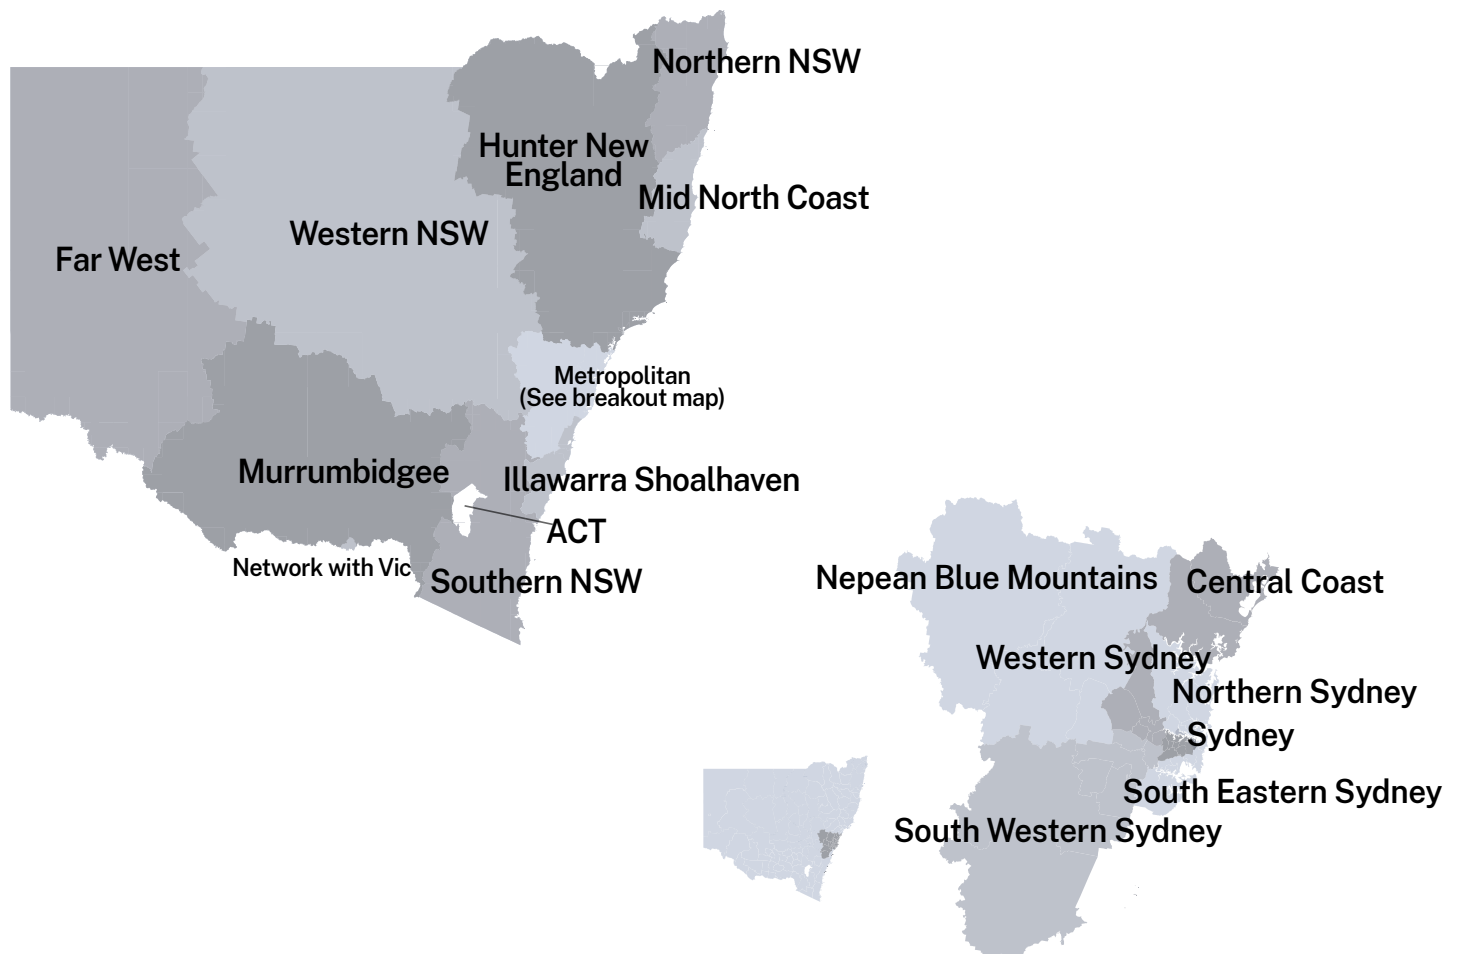 Northern NSW
Hunter New
England
Mid North Coast
Western NSW
Far West
Metropolitan
(See breakout map)
Murrumbidgee
Illawarra Shoalhaven
ACT
Network with Vic
Southern NSW
Nepean Blue Mountains
Central Coast
Western Sydney
Northern Sydney
Sydney
South Eastern Sydney
South Western Sydney